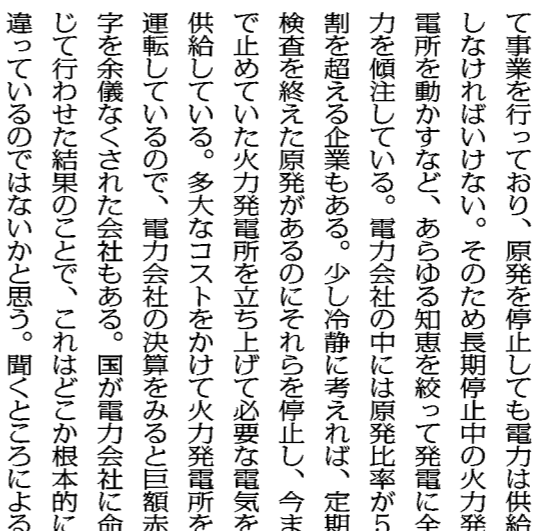 て事業を行っており、原発を停止しても電力は供給
しなければいけない。そのため長期停止中の火力発
電所を動かすなど、あらゆる知恵を絞って発電に全
力を傾注している。電力会社の中には原発比率が5
割を超える企業もある。少し冷静に考えれば、定期
検査を終えた原発があるのにそれらを停止し、今ま
で止めていた火力発電所を立ち上げて必要な電気を
供給している。多大なコストをかけて火力発電所を
運転しているので、電力会社の決算をみると巨額赤
字を余儀なくされた会社もある。国が電力会社に命
じて行わせた結果のことで、これはどこか根本的に
違っているのではないかと思う。聞くところによる